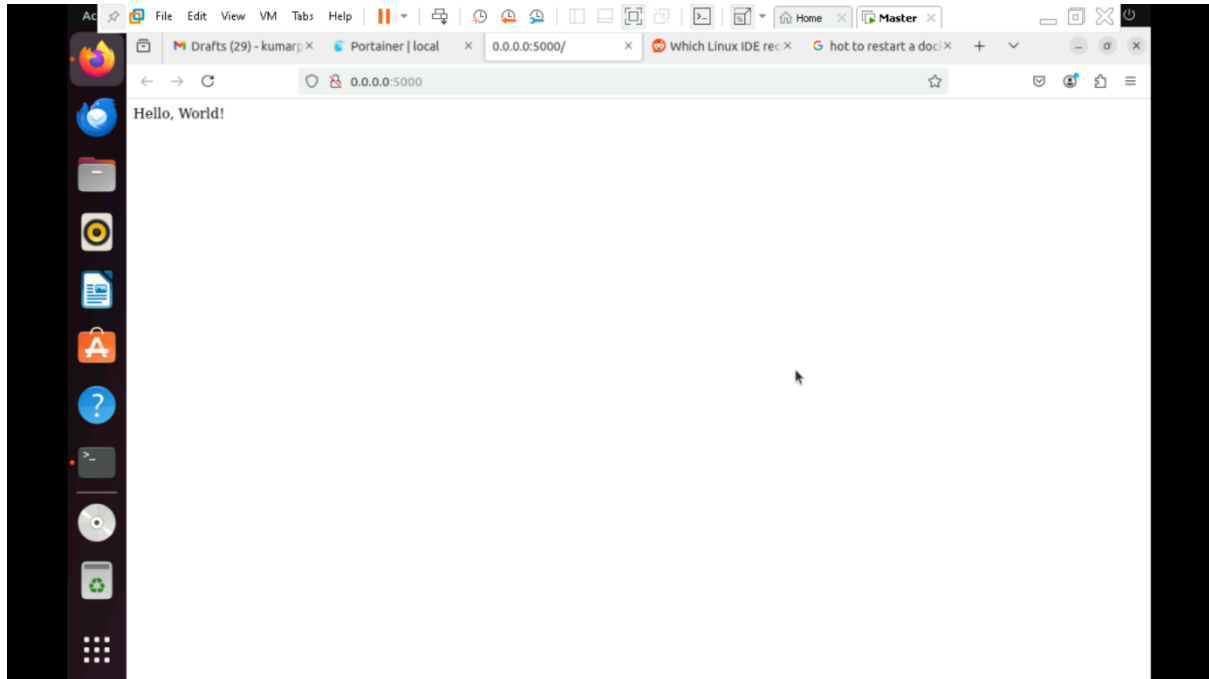 Ac File Edit View VM Tabs Help Home Master
Drafts (29) - kumarp Portainer | local 0.0.0.0:5000/ Which Linux IDE rec hot to restart a doc
0.0.0.0:5000
Hello, World!